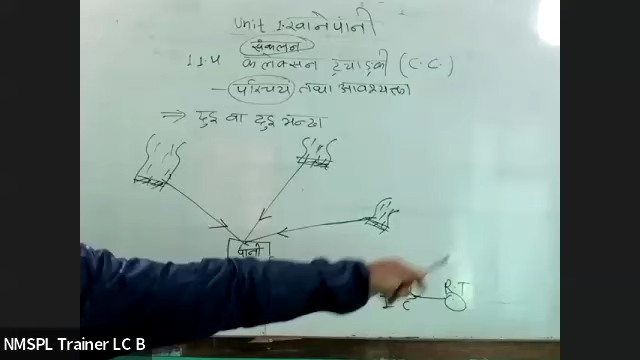 Unit 1. खानेपानी
संकलन
1.1.4 कलेक्सन ट्याङ्की (C.C.)
- परिचय तथा आवश्यकता
⇒ दुइ वा दुइ भन्दा
पानी
R T
C
NMSPL Trainer LC B